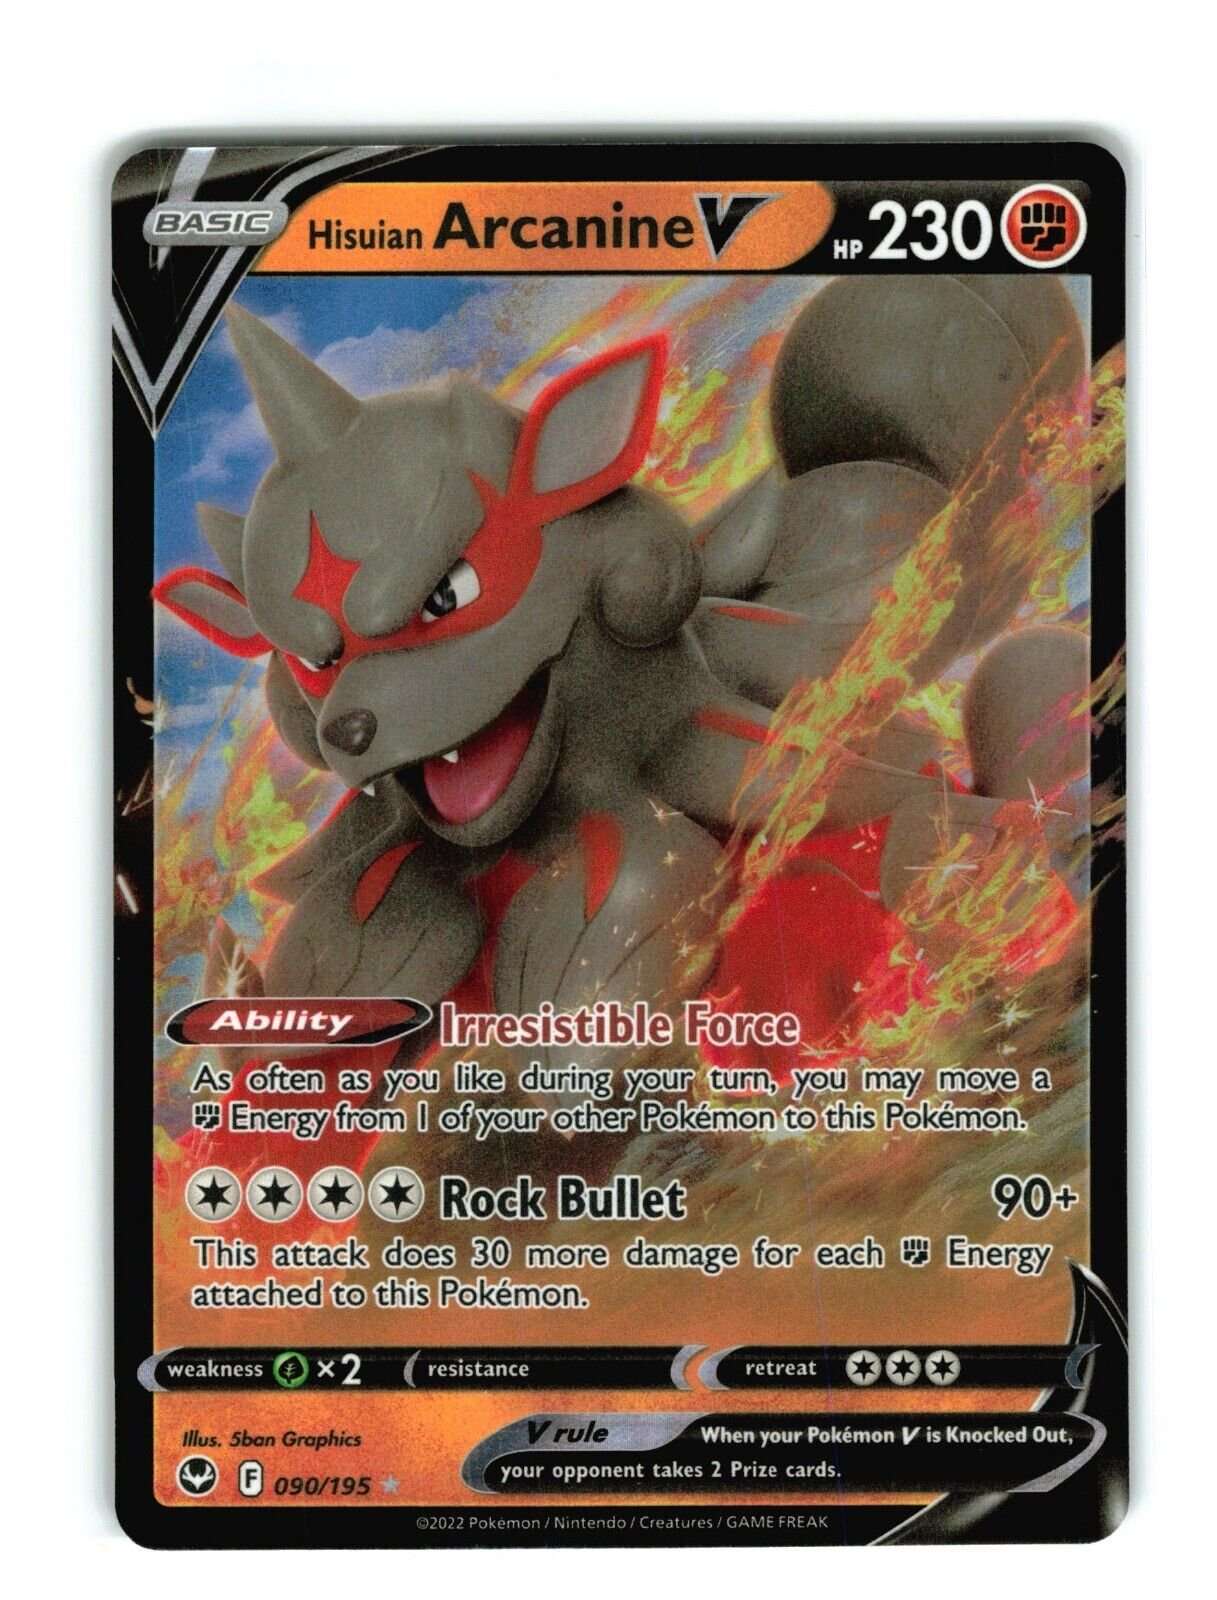 BASIC Hisuian Arcanine V HP 230
Ability Irresistible Force
As often as you like during your turn, you may move a
Energy from 1 of your other Pokémon to this Pokémon.
Rock Bullet 90+
This attack does 30 more damage for each Energy
attached to this Pokémon.
weakness ×2 resistance retreat
Illus. 5ban Graphics
V rule When your Pokémon V is Knocked Out,
your opponent takes 2 Prize cards.
F 090/195
©2022 Pokémon / Nintendo / Creatures / GAME FREAK